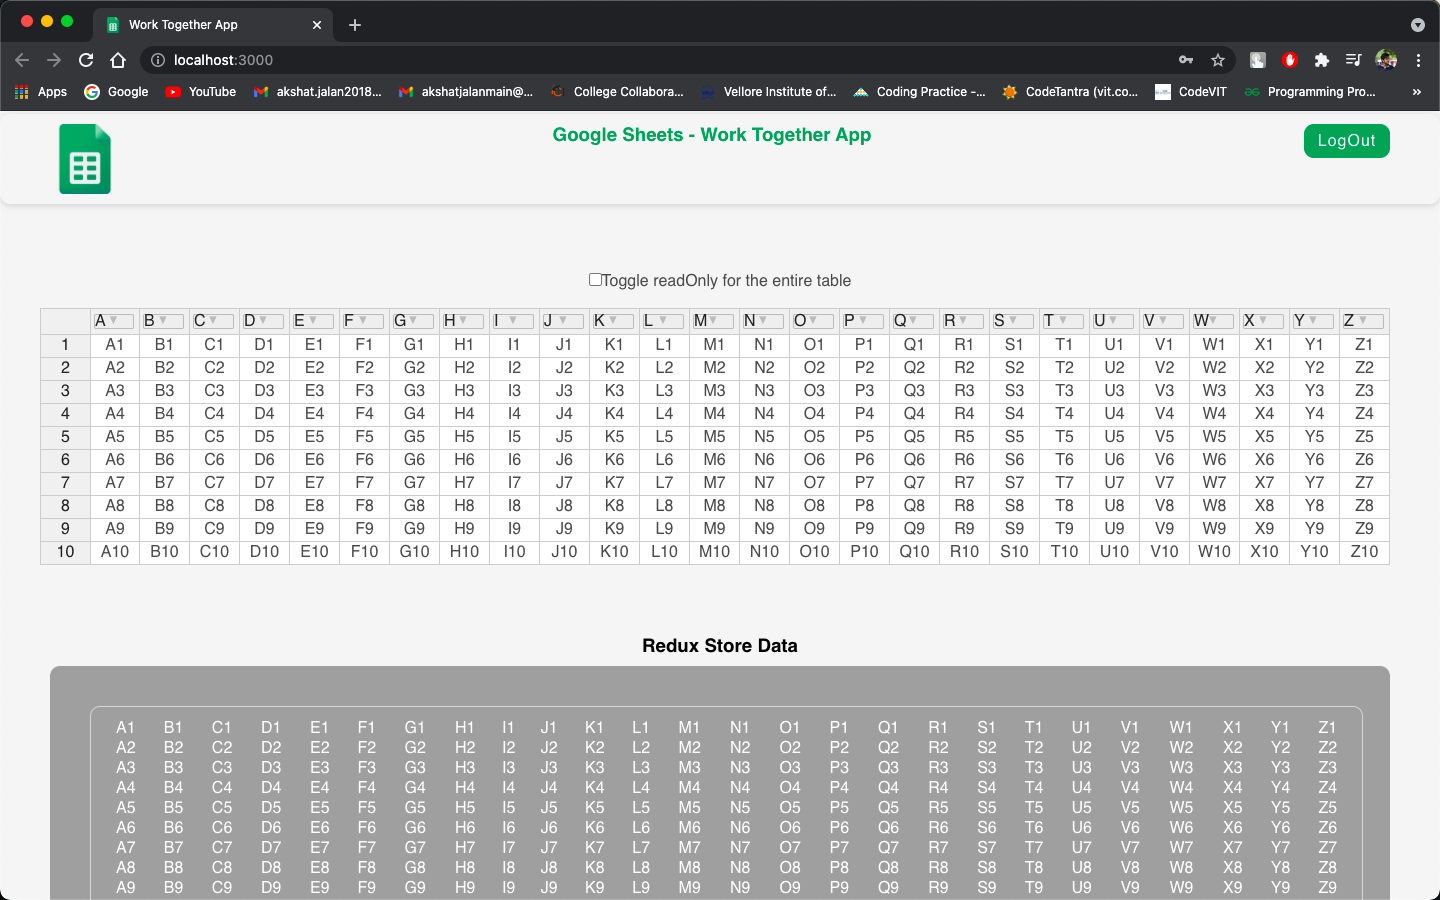 Work Together App
localhost:3000
Apps Google YouTube akshat.jalan2018... akshatjalanmain@... College Collabora... Vellore Institute of... Coding Practice -... CodeTantra (vit.co... CodeVIT Programming Pro... »
Google Sheets - Work Together App
LogOut
Toggle readOnly for the entire table
A B C D E F G H I J K L M N O P Q R S T U V W X Y Z
1 A1 B1 C1 D1 E1 F1 G1 H1 I1 J1 K1 L1 M1 N1 O1 P1 Q1 R1 S1 T1 U1 V1 W1 X1 Y1 Z1
2 A2 B2 C2 D2 E2 F2 G2 H2 I2 J2 K2 L2 M2 N2 O2 P2 Q2 R2 S2 T2 U2 V2 W2 X2 Y2 Z2
3 A3 B3 C3 D3 E3 F3 G3 H3 I3 J3 K3 L3 M3 N3 O3 P3 Q3 R3 S3 T3 U3 V3 W3 X3 Y3 Z3
4 A4 B4 C4 D4 E4 F4 G4 H4 I4 J4 K4 L4 M4 N4 O4 P4 Q4 R4 S4 T4 U4 V4 W4 X4 Y4 Z4
5 A5 B5 C5 D5 E5 F5 G5 H5 I5 J5 K5 L5 M5 N5 O5 P5 Q5 R5 S5 T5 U5 V5 W5 X5 Y5 Z5
6 A6 B6 C6 D6 E6 F6 G6 H6 I6 J6 K6 L6 M6 N6 O6 P6 Q6 R6 S6 T6 U6 V6 W6 X6 Y6 Z6
7 A7 B7 C7 D7 E7 F7 G7 H7 I7 J7 K7 L7 M7 N7 O7 P7 Q7 R7 S7 T7 U7 V7 W7 X7 Y7 Z7
8 A8 B8 C8 D8 E8 F8 G8 H8 I8 J8 K8 L8 M8 N8 O8 P8 Q8 R8 S8 T8 U8 V8 W8 X8 Y8 Z8
9 A9 B9 C9 D9 E9 F9 G9 H9 I9 J9 K9 L9 M9 N9 O9 P9 Q9 R9 S9 T9 U9 V9 W9 X9 Y9 Z9
10 A10 B10 C10 D10 E10 F10 G10 H10 I10 J10 K10 L10 M10 N10 O10 P10 Q10 R10 S10 T10 U10 V10 W10 X10 Y10 Z10
Redux Store Data
A1 B1 C1 D1 E1 F1 G1 H1 I1 J1 K1 L1 M1 N1 O1 P1 Q1 R1 S1 T1 U1 V1 W1 X1 Y1 Z1
A2 B2 C2 D2 E2 F2 G2 H2 I2 J2 K2 L2 M2 N2 O2 P2 Q2 R2 S2 T2 U2 V2 W2 X2 Y2 Z2
A3 B3 C3 D3 E3 F3 G3 H3 I3 J3 K3 L3 M3 N3 O3 P3 Q3 R3 S3 T3 U3 V3 W3 X3 Y3 Z3
A4 B4 C4 D4 E4 F4 G4 H4 I4 J4 K4 L4 M4 N4 O4 P4 Q4 R4 S4 T4 U4 V4 W4 X4 Y4 Z4
A5 B5 C5 D5 E5 F5 G5 H5 I5 J5 K5 L5 M5 N5 O5 P5 Q5 R5 S5 T5 U5 V5 W5 X5 Y5 Z5
A6 B6 C6 D6 E6 F6 G6 H6 I6 J6 K6 L6 M6 N6 O6 P6 Q6 R6 S6 T6 U6 V6 W6 X6 Y6 Z6
A7 B7 C7 D7 E7 F7 G7 H7 I7 J7 K7 L7 M7 N7 O7 P7 Q7 R7 S7 T7 U7 V7 W7 X7 Y7 Z7
A8 B8 C8 D8 E8 F8 G8 H8 I8 J8 K8 L8 M8 N8 O8 P8 Q8 R8 S8 T8 U8 V8 W8 X8 Y8 Z8
A9 B9 C9 D9 E9 F9 G9 H9 I9 J9 K9 L9 M9 N9 O9 P9 Q9 R9 S9 T9 U9 V9 W9 X9 Y9 Z9